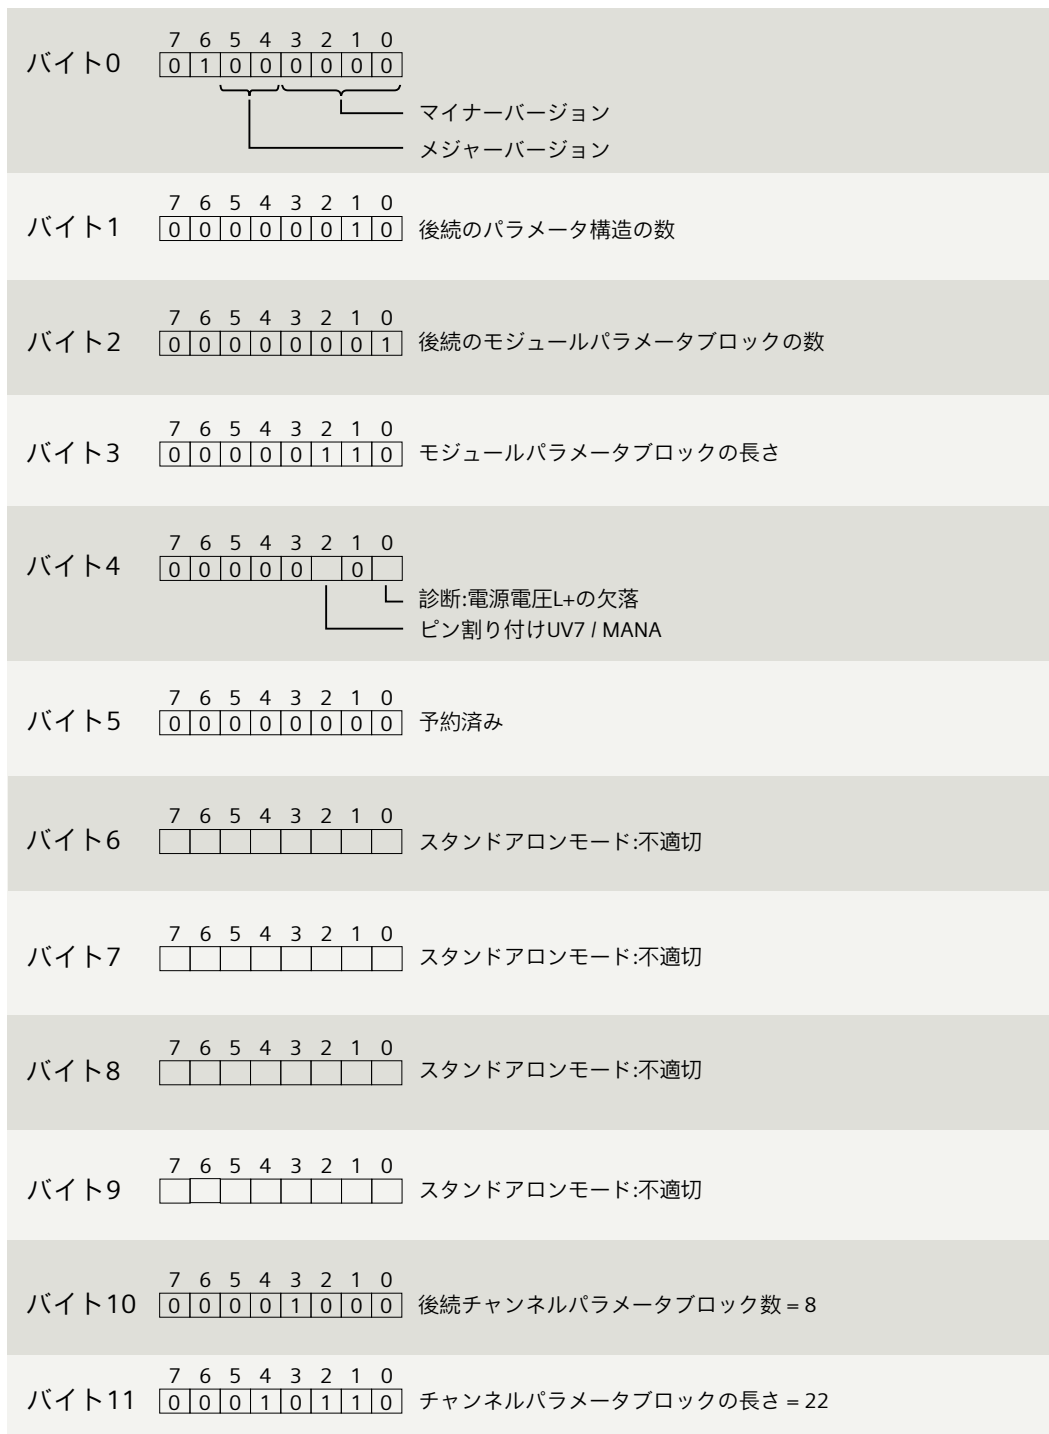 7 6 5 4 3 2 1 0
バイト0 0 1 0 0 0 0 0 0
マイナーバージョン
メジャーバージョン
7 6 5 4 3 2 1 0
バイト1 0 0 0 0 0 0 1 0 後続のパラメータ構造の数
7 6 5 4 3 2 1 0
バイト2 0 0 0 0 0 0 0 1 後続のモジュールパラメータブロックの数
7 6 5 4 3 2 1 0
バイト3 0 0 0 0 0 1 1 0 モジュールパラメータブロックの長さ
7 6 5 4 3 2 1 0
バイト4 0 0 0 0 0 0
診断:電源電圧L+の欠落
ピン割り付けUV7 / MANA
7 6 5 4 3 2 1 0
バイト5 0 0 0 0 0 0 0 0 予約済み
7 6 5 4 3 2 1 0
バイト6 スタンドアロンモード:不適切
7 6 5 4 3 2 1 0
バイト7 スタンドアロンモード:不適切
7 6 5 4 3 2 1 0
バイト8 スタンドアロンモード:不適切
7 6 5 4 3 2 1 0
バイト9 スタンドアロンモード:不適切
7 6 5 4 3 2 1 0
バイト10 0 0 0 0 1 0 0 0 後続チャンネルパラメータブロック数 = 8
7 6 5 4 3 2 1 0
バイト11 0 0 0 1 0 1 1 0 チャンネルパラメータブロックの長さ = 22